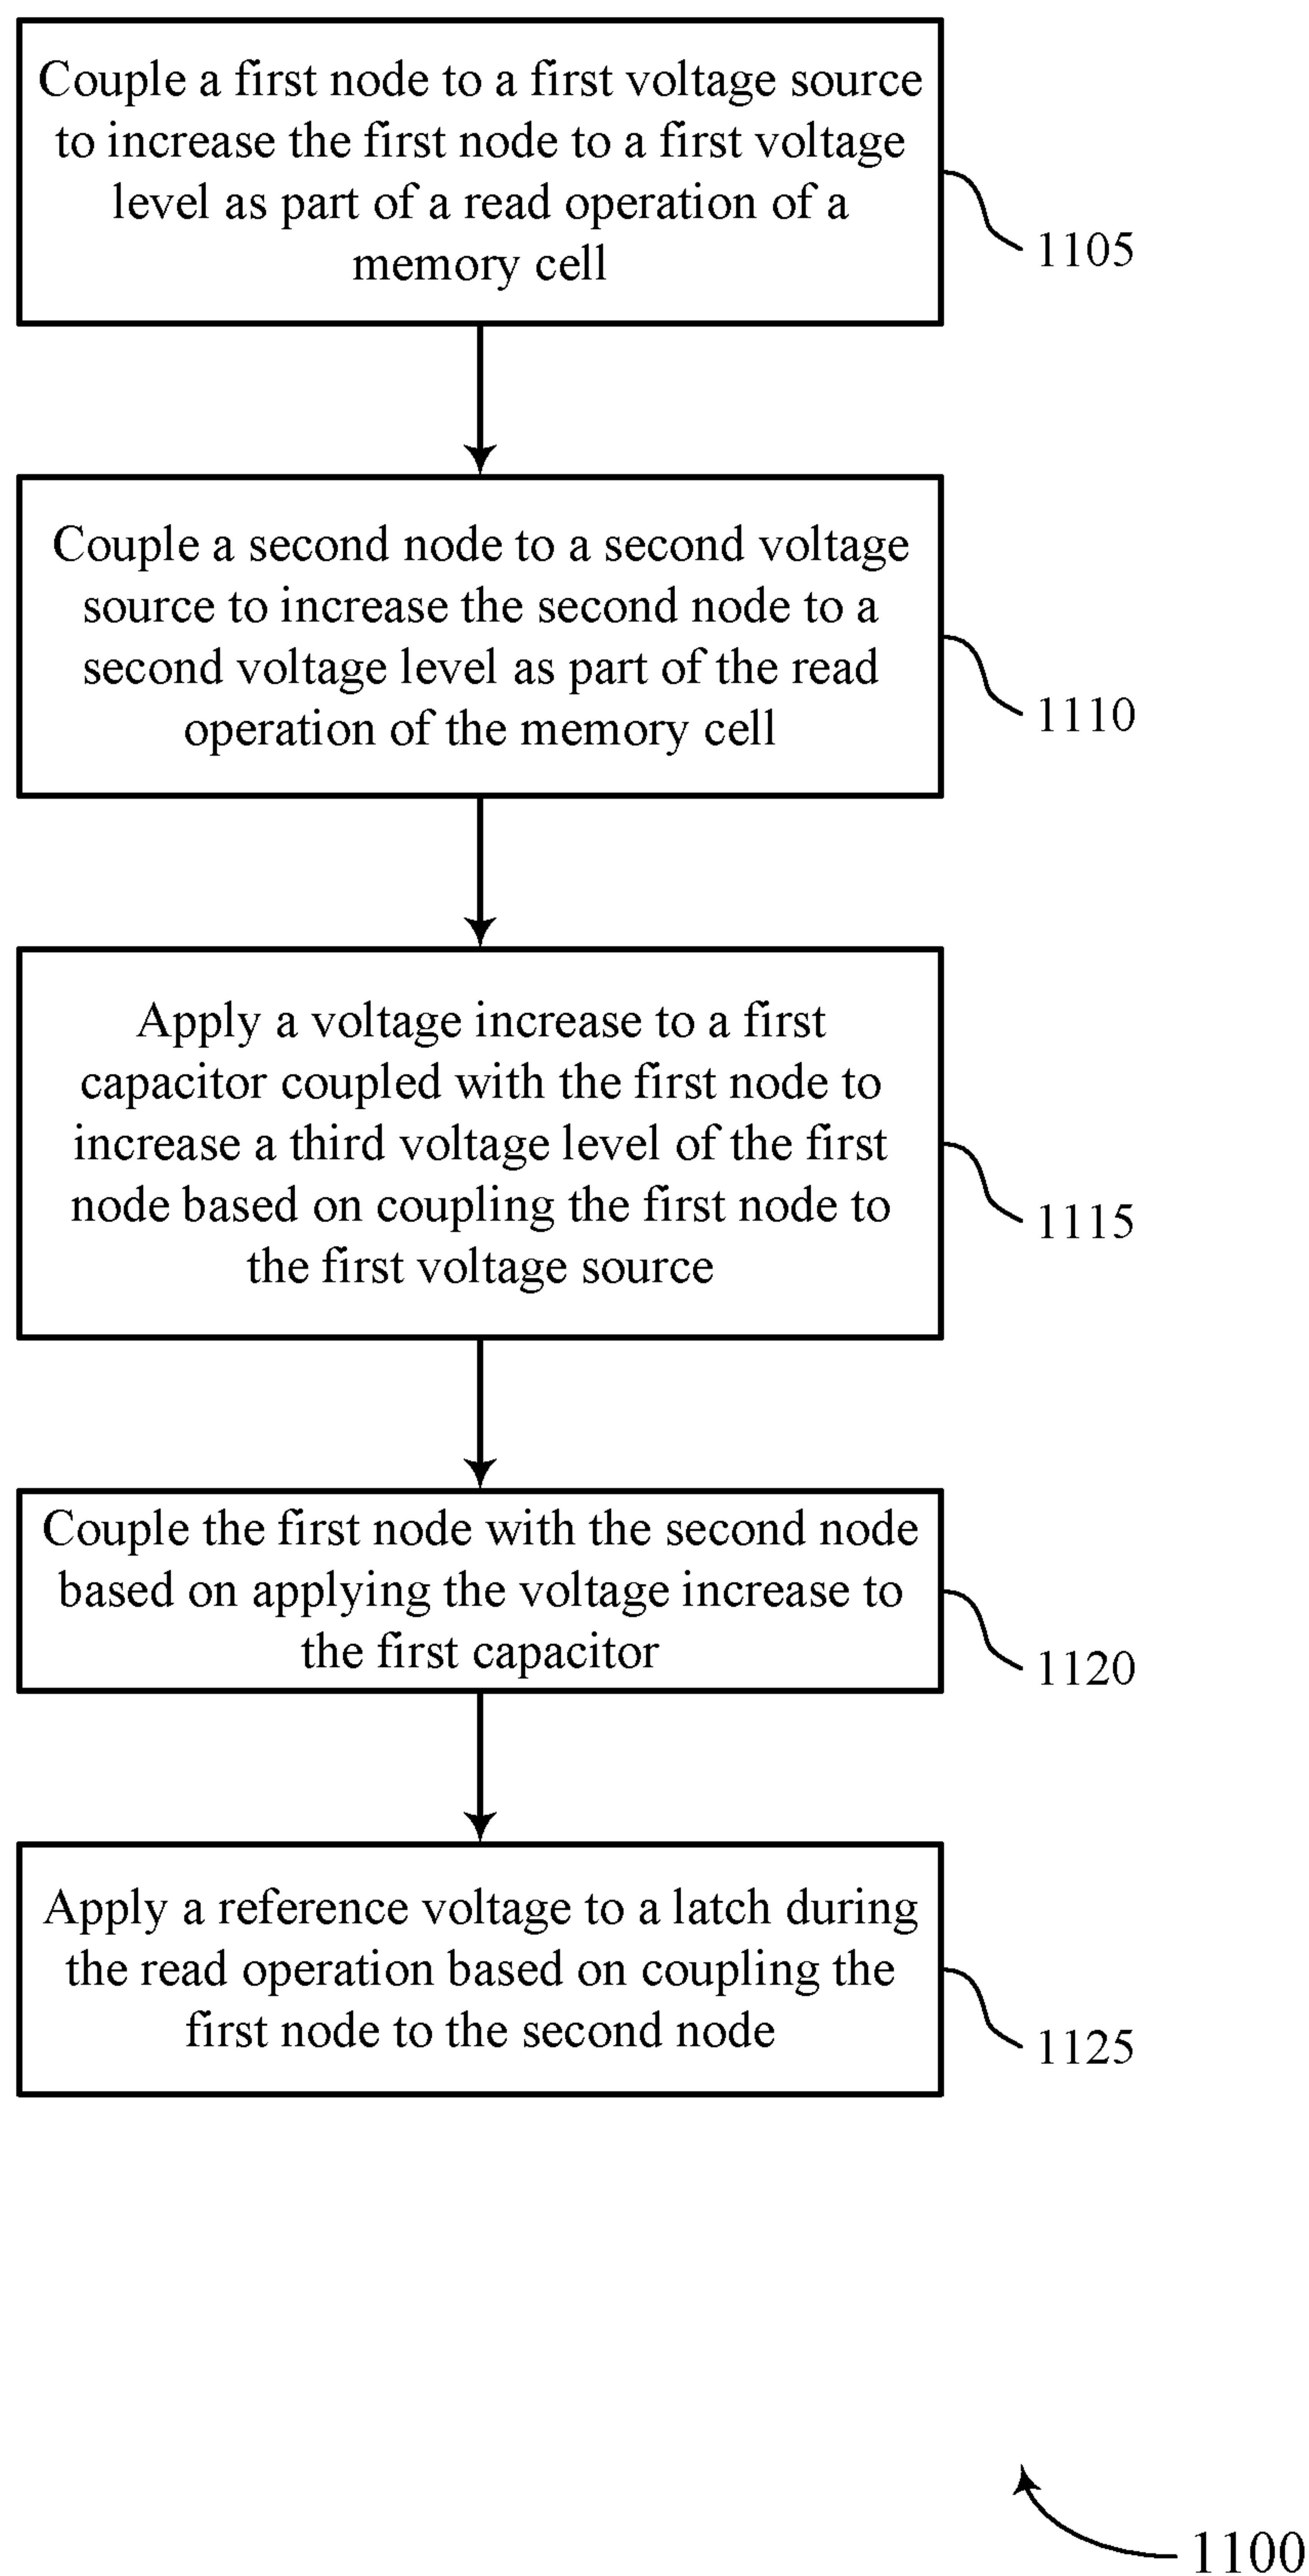 Couple a first node to a first voltage source
to increase the first node to a first voltage
level as part of a read operation of a
memory cell
1105
Couple a second node to a second voltage
source to increase the second node to a
second voltage level as part of the read
operation of the memory cell
1110
Apply a voltage increase to a first
capacitor coupled with the first node to
increase a third voltage level of the first
node based on coupling the first node to
the first voltage source
1115
Couple the first node with the second node
based on applying the voltage increase to
the first capacitor
1120
Apply a reference voltage to a latch during
the read operation based on coupling the
first node to the second node
1125
1100